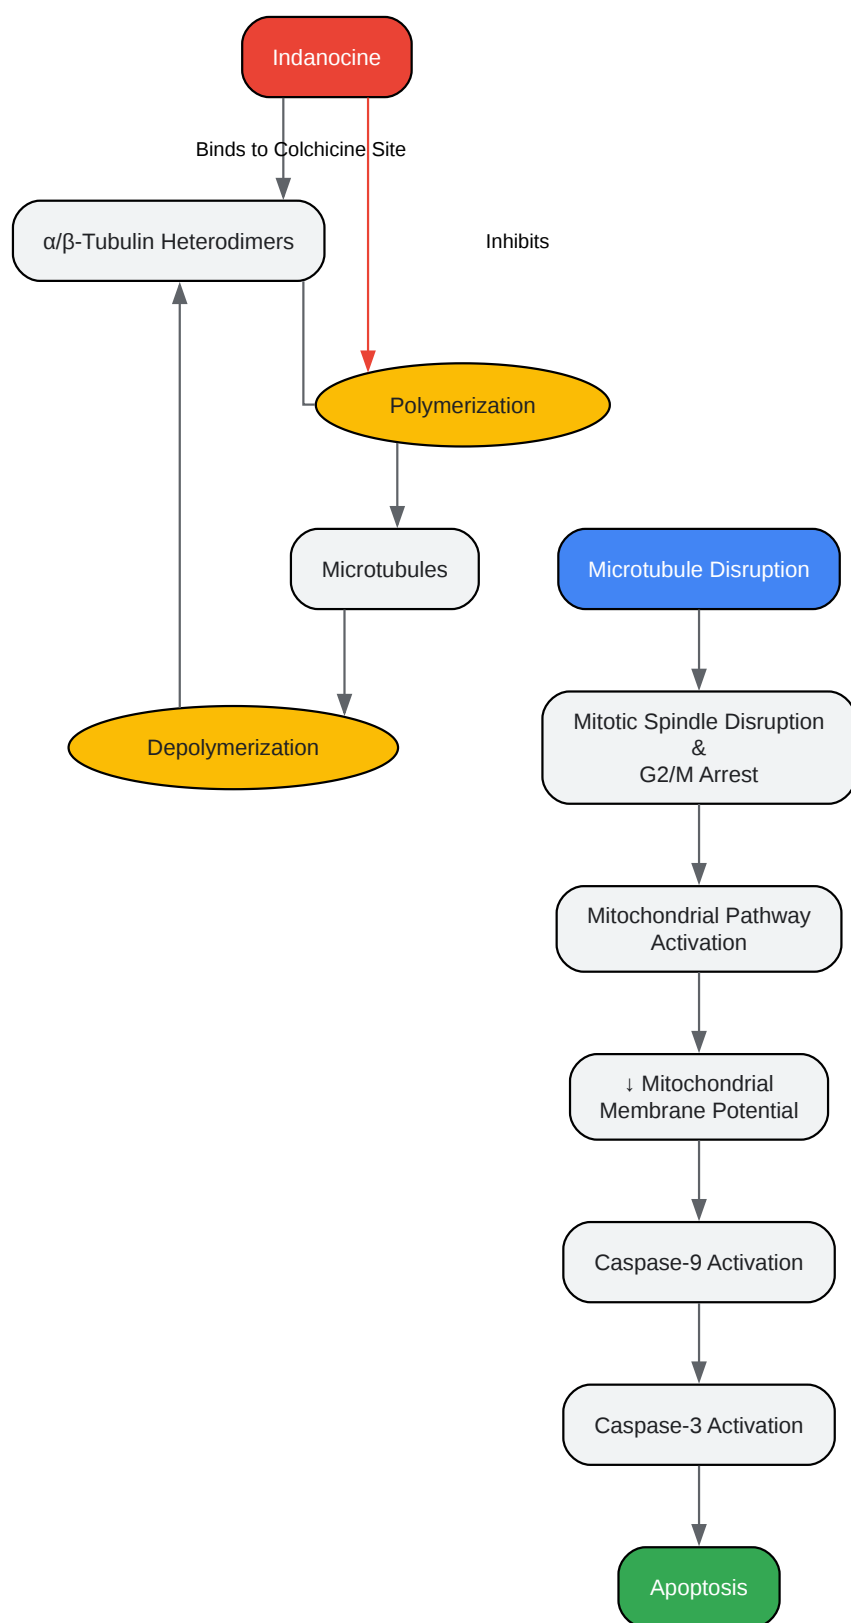 Indanocine
Binds to Colchicine Site
α/β-Tubulin Heterodimers
Inhibits
Polymerization
Microtubules
Microtubule Disruption
Depolymerization
Mitotic Spindle Disruption
&
G2/M Arrest
Mitochondrial Pathway
Activation
↓ Mitochondrial
Membrane Potential
Caspase-9 Activation
Caspase-3 Activation
Apoptosis